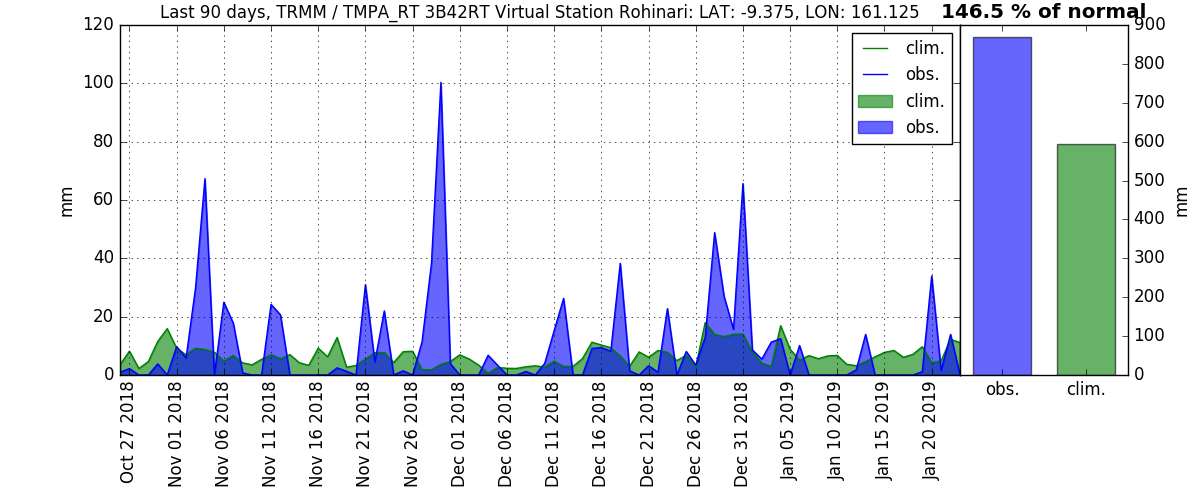 Last 90 days, TRMM / TMPA_RT 3B42RT Virtual Station Rohinari: LAT: -9.375, LON: 161.125
146.5 % of normal
120
100
80
60
40
20
0
mm
clim.
obs.
clim.
obs.
900
800
700
600
500
400
300
200
100
0
mm
obs.
clim.
Oct 27 2018
Nov 01 2018
Nov 06 2018
Nov 11 2018
Nov 16 2018
Nov 21 2018
Nov 26 2018
Dec 01 2018
Dec 06 2018
Dec 11 2018
Dec 16 2018
Dec 21 2018
Dec 26 2018
Dec 31 2018
Jan 05 2019
Jan 10 2019
Jan 15 2019
Jan 20 2019